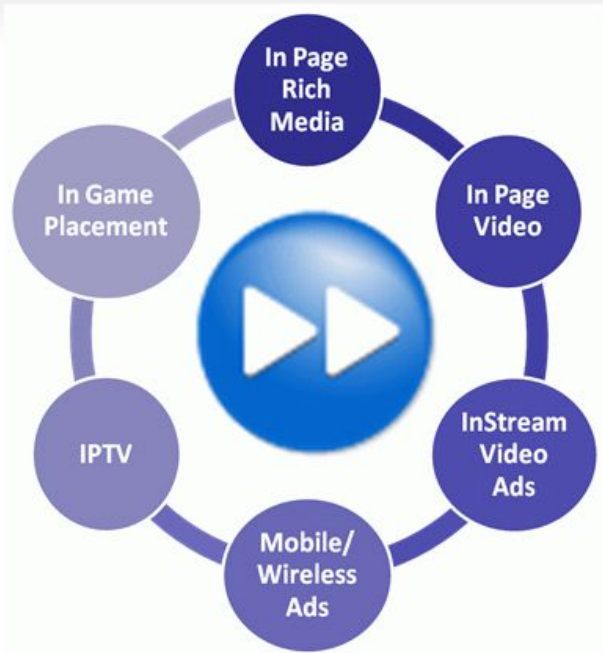 In Page
Rich
Media
In Page
Video
InStream
Video
Ads
Mobile/
Wireless
Ads
IPTV
In Game
Placement